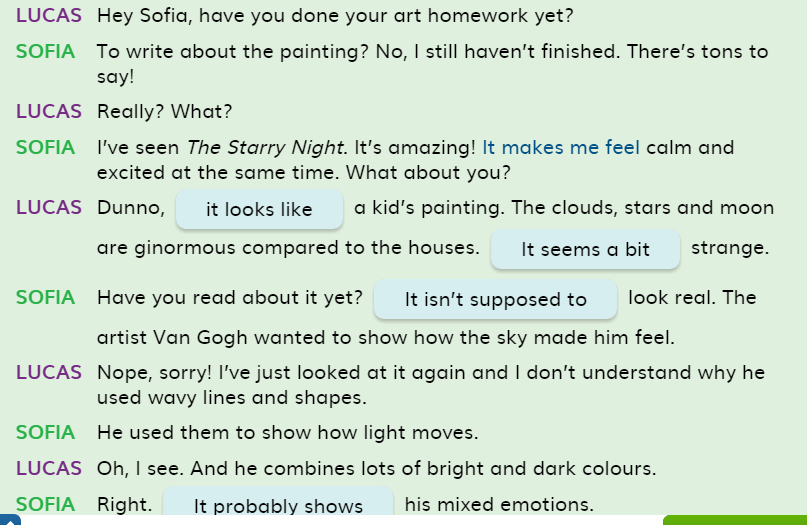 LUCAS Hey Sofia, have you done your art homework yet?
SOFIA To write about the painting? No, I still haven’t finished. There’s tons to
say!
LUCAS Really? What?
SOFIA I’ve seen The Starry Night. It’s amazing! It makes me feel calm and
excited at the same time. What about you?
LUCAS Dunno, it looks like a kid’s painting. The clouds, stars and moon
are ginormous compared to the houses. It seems a bit strange.
SOFIA Have you read about it yet? It isn’t supposed to look real. The
artist Van Gogh wanted to show how the sky made him feel.
LUCAS Nope, sorry! I’ve just looked at it again and I don’t understand why he
used wavy lines and shapes.
SOFIA He used them to show how light moves.
LUCAS Oh, I see. And he combines lots of bright and dark colours.
SOFIA Right. It probably shows his mixed emotions.